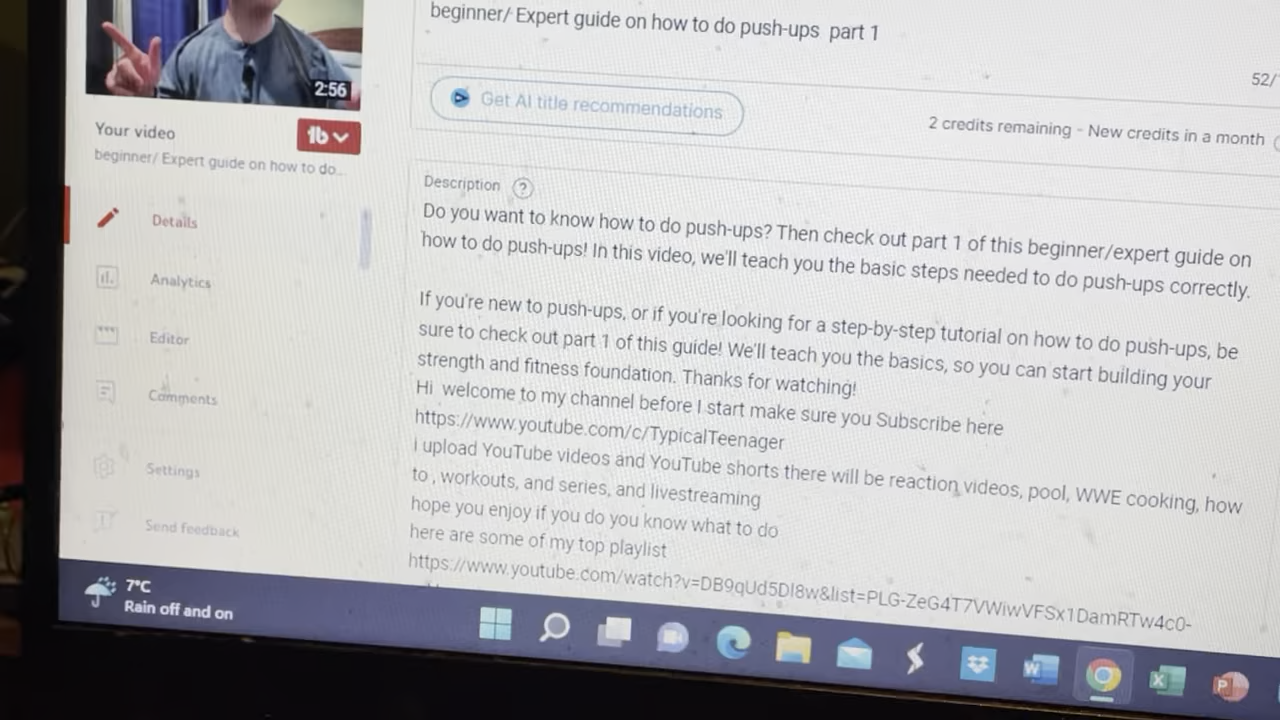 beginner/ Expert guide on how to do push-ups part 1
52/
2:56
Get AI title recommendations
2 credits remaining - New credits in a month
Your video
tb
beginner/ Expert guide on how to do...
Details
Analytics
Editor
Comments
Settings
Send feedback
Description ?
Do you want to know how to do push-ups? Then check out part 1 of this beginner/expert guide on
how to do push-ups! In this video, we'll teach you the basic steps needed to do push-ups correctly.
If you're new to push-ups, or if you're looking for a step-by-step tutorial on how to do push-ups, be
sure to check out part 1 of this guide! We'll teach you the basics, so you can start building your
strength and fitness foundation. Thanks for watching!
Hi welcome to my channel before I start make sure you Subscribe here
https://www.youtube.com/c/TypicalTeenager
I upload YouTube videos and YouTube shorts there will be reaction videos, pool, WWE cooking, how
to , workouts, and series, and livestreaming
hope you enjoy if you do you know what to do
here are some of my top playlist
https://www.youtube.com/watch?v=DB9qUd5DI8w&list=PLG-ZeG4T7VWiwVFSx1DamRTw4c0-
7°C
Rain off and on
W
X
P